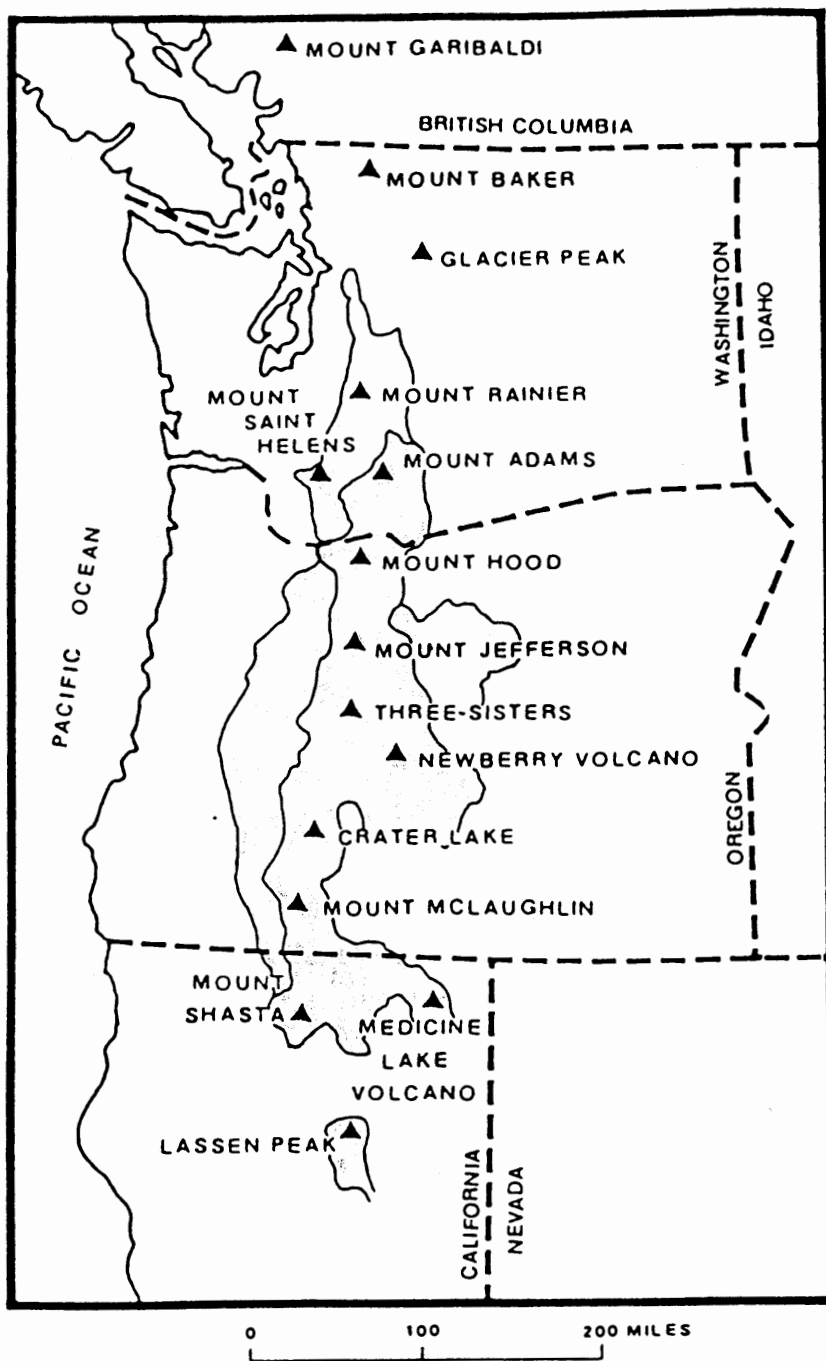 MOUNT GARIBALDI
BRITISH COLUMBIA
MOUNT BAKER
GLACIER PEAK
WASHINGTON
IDAHO
MOUNT RAINIER
MOUNT
SAINT
HELENS
MOUNT ADAMS
PACIFIC OCEAN
MOUNT HOOD
MOUNT JEFFERSON
THREE-SISTERS
NEWBERRY VOLCANO
OREGON
CRATER LAKE
MOUNT MCLAUGHLIN
MOUNT
SHASTA
MEDICINE
LAKE
VOLCANO
LASSEN PEAK
CALIFORNIA
NEVADA
0 100 200 MILES